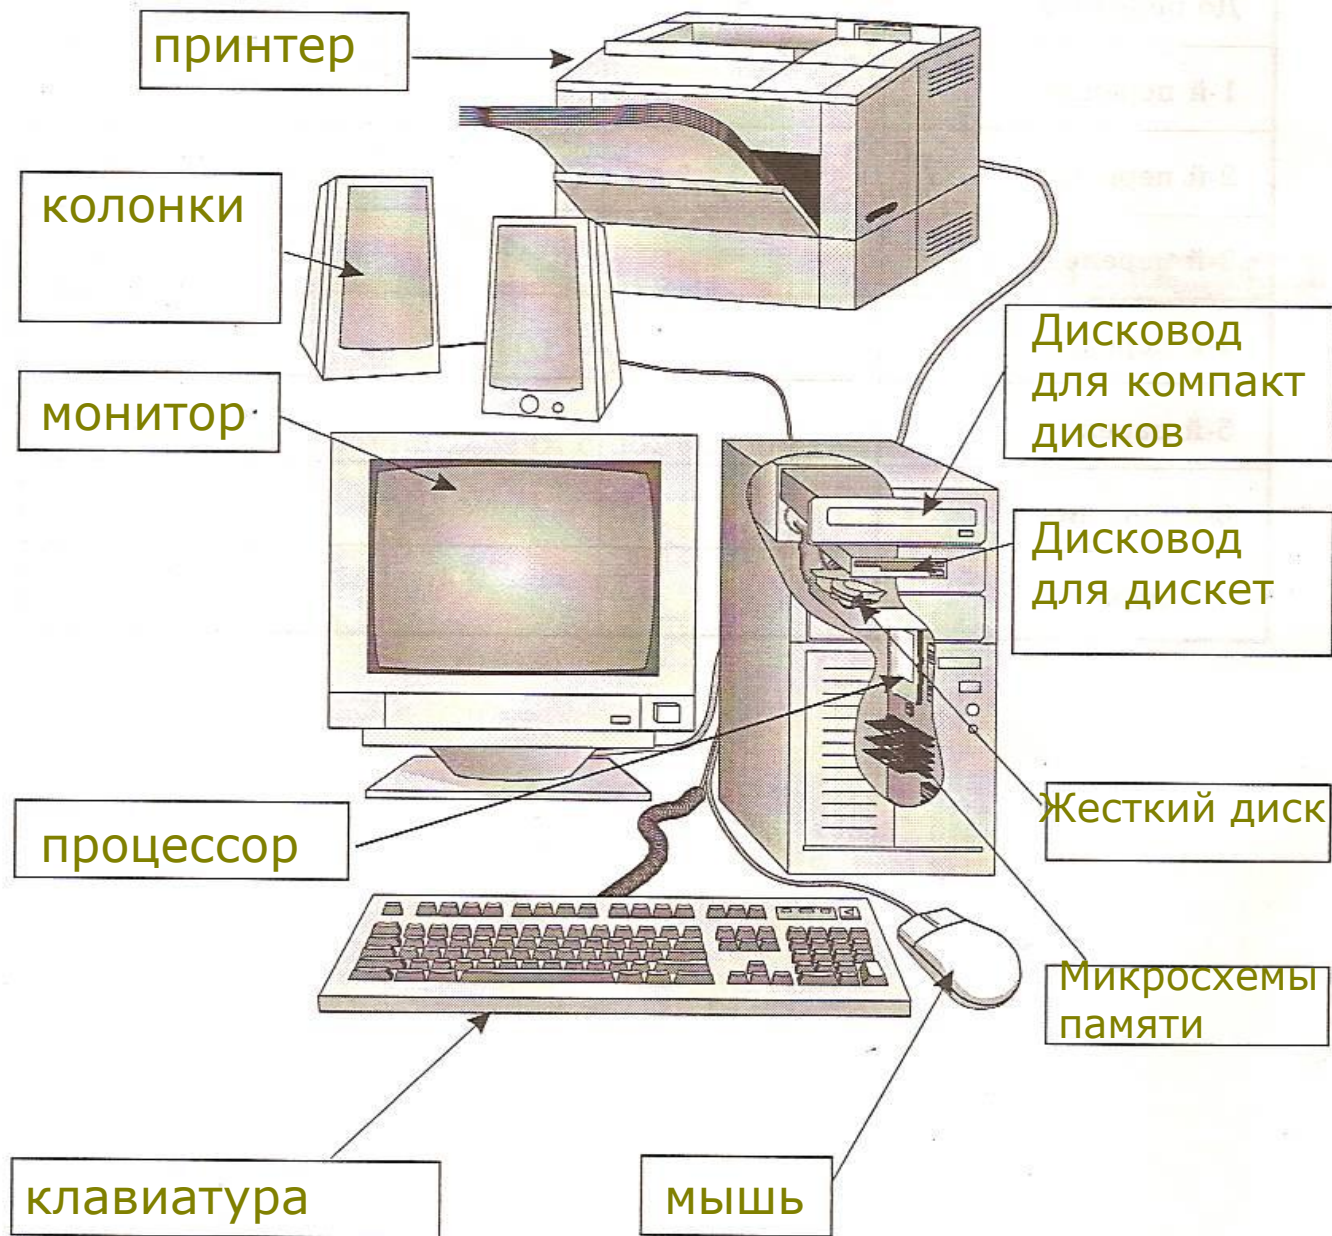 принтер
колонки
монитор
Дисковод
для компакт
дисков
Дисковод
для дискет
процессор
Жесткий диск
Микросхемы
памяти
клавиатура
мышь